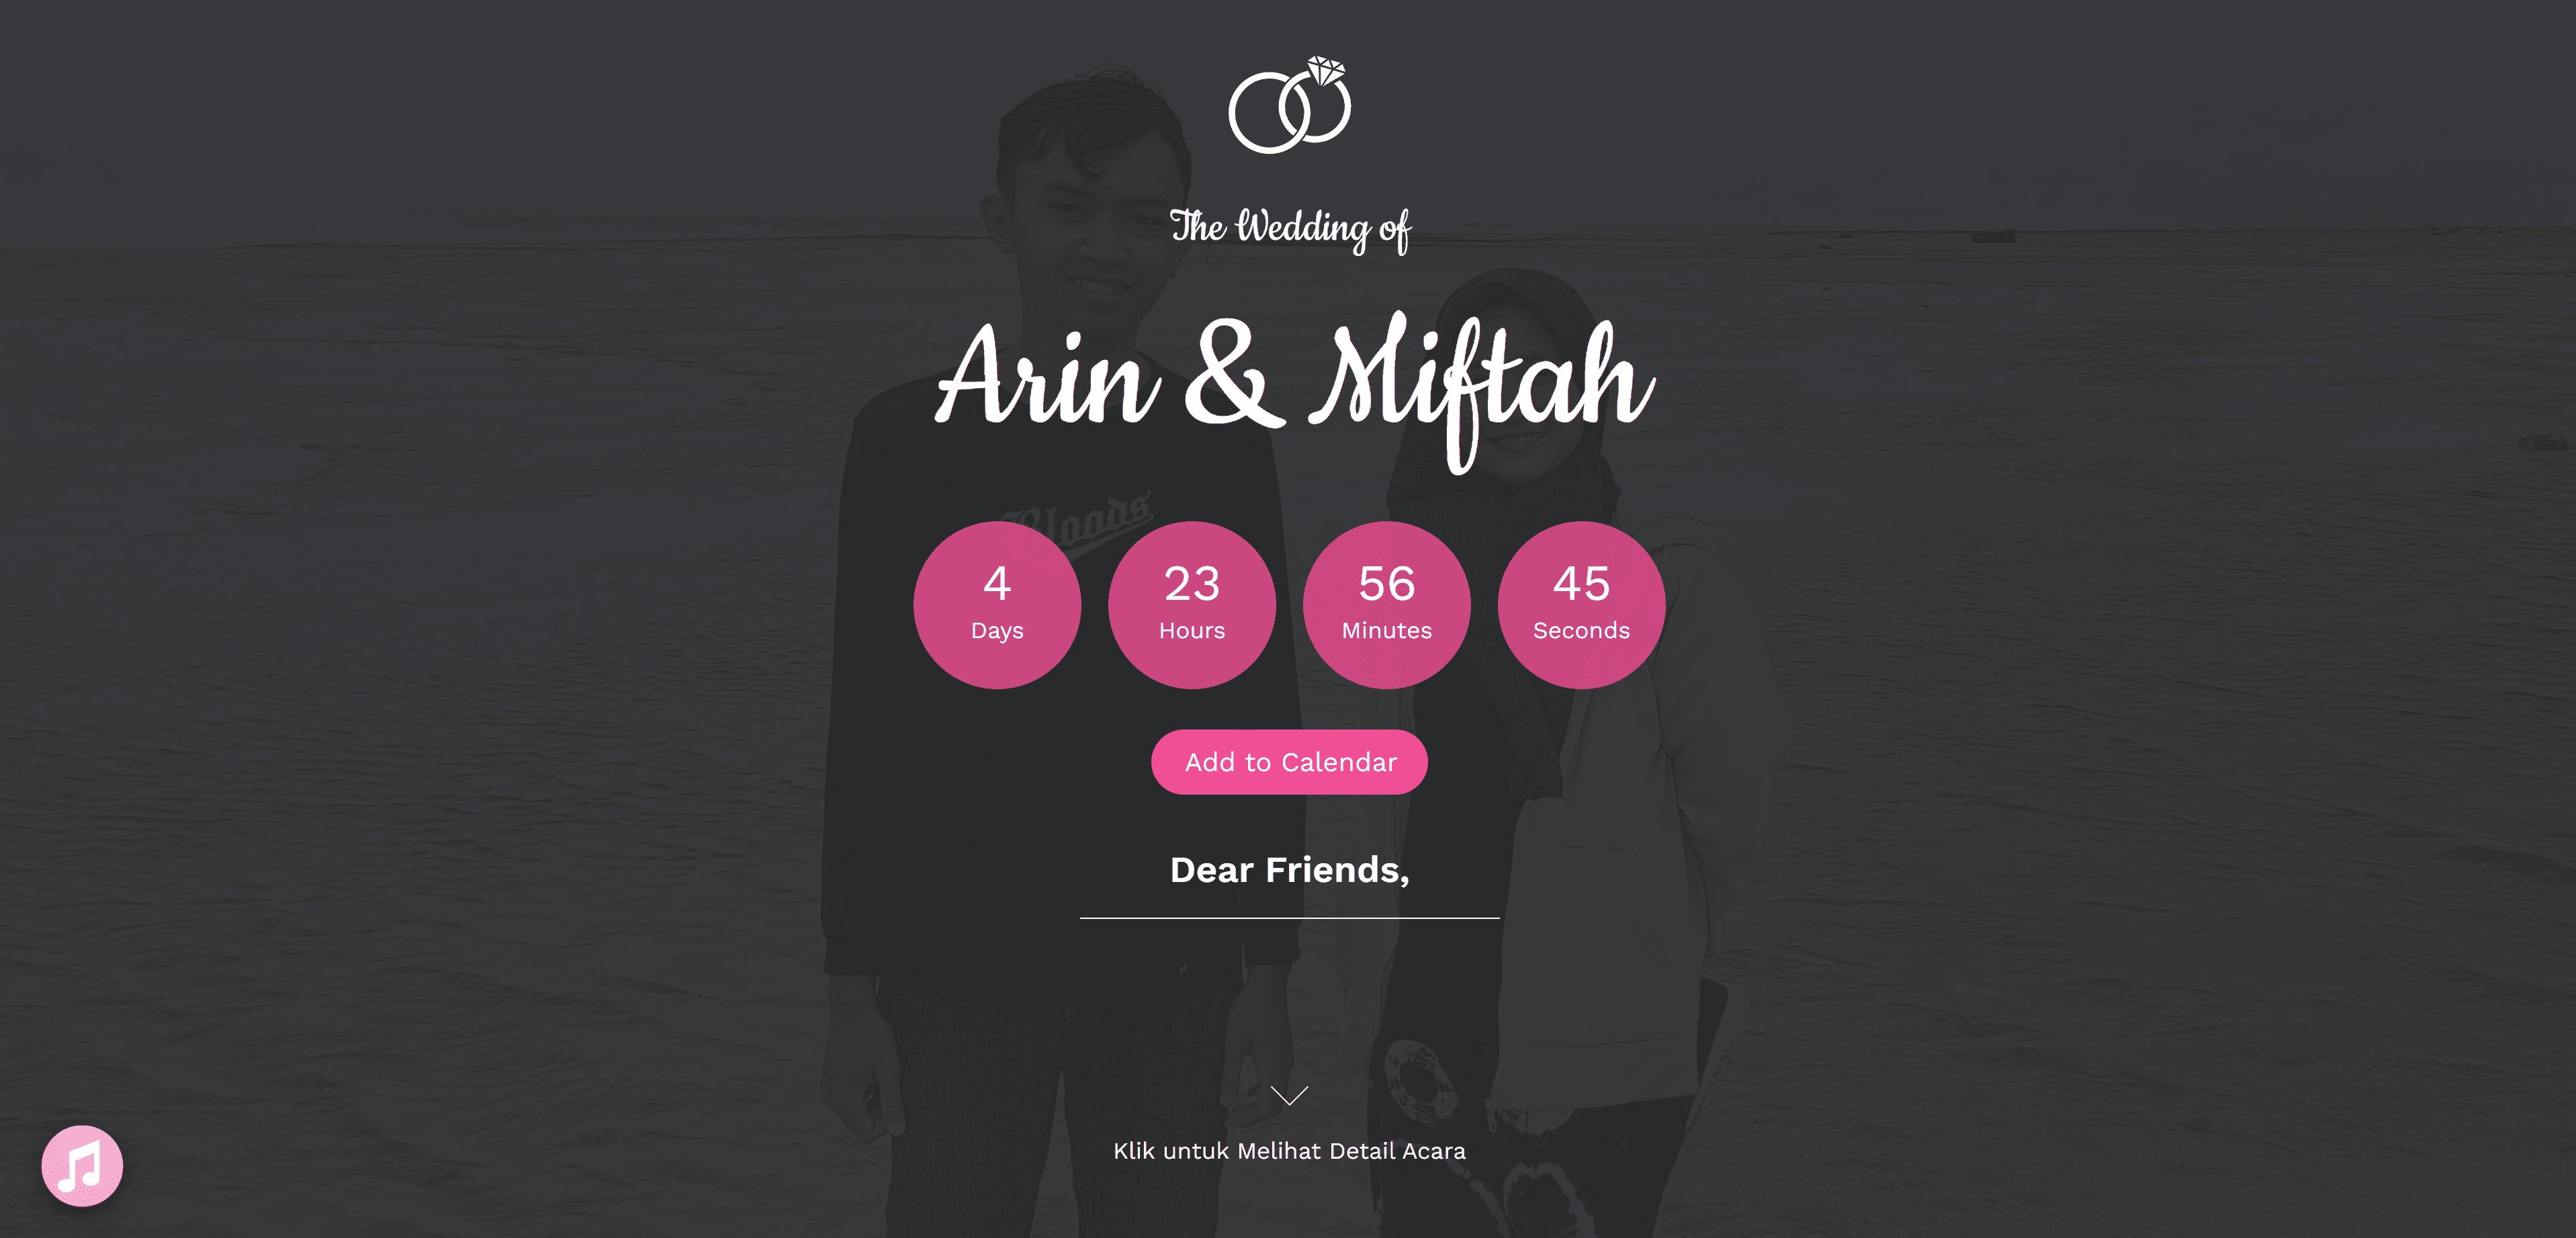 The Wedding of
Arin & Miftah
Bloods
4
Days
23
Hours
56
Minutes
45
Seconds
Add to Calendar
Dear Friends,
Klik untuk Melihat Detail Acara